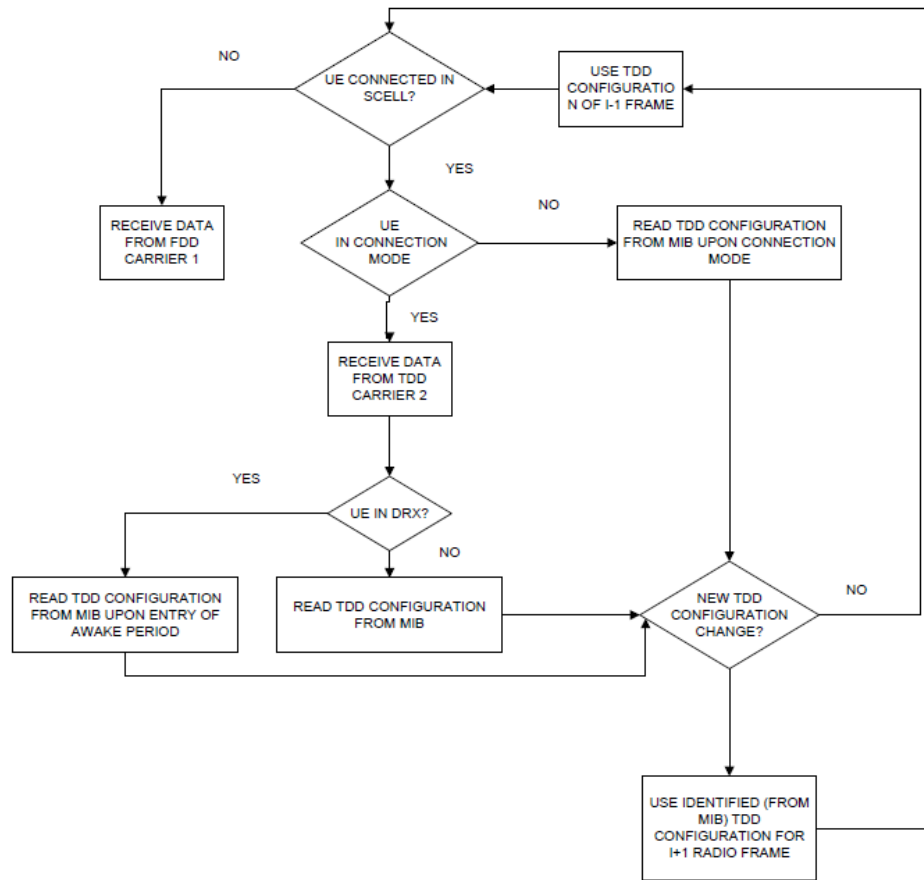 NO
UE CONNECTED IN
SCELL?
USE TDD
CONFIGURATIO
N OF I-1 FRAME
YES
RECEIVE DATA
FROM FDD
CARRIER 1
UE
IN CONNECTION
MODE
NO
READ TDD CONFIGURATION
FROM MIB UPON CONNECTION
MODE
YES
RECEIVE DATA
FROM TDD
CARRIER 2
YES
UE IN DRX?
NO
READ TDD CONFIGURATION
FROM MIB UPON ENTRY OF
AWAKE PERIOD
READ TDD CONFIGURATION
FROM MIB
NEW TDD
CONFIGURATION
CHANGE?
NO
USE IDENTIFIED (FROM
MIB) TDD
CONFIGURATION FOR
I+1 RADIO FRAME